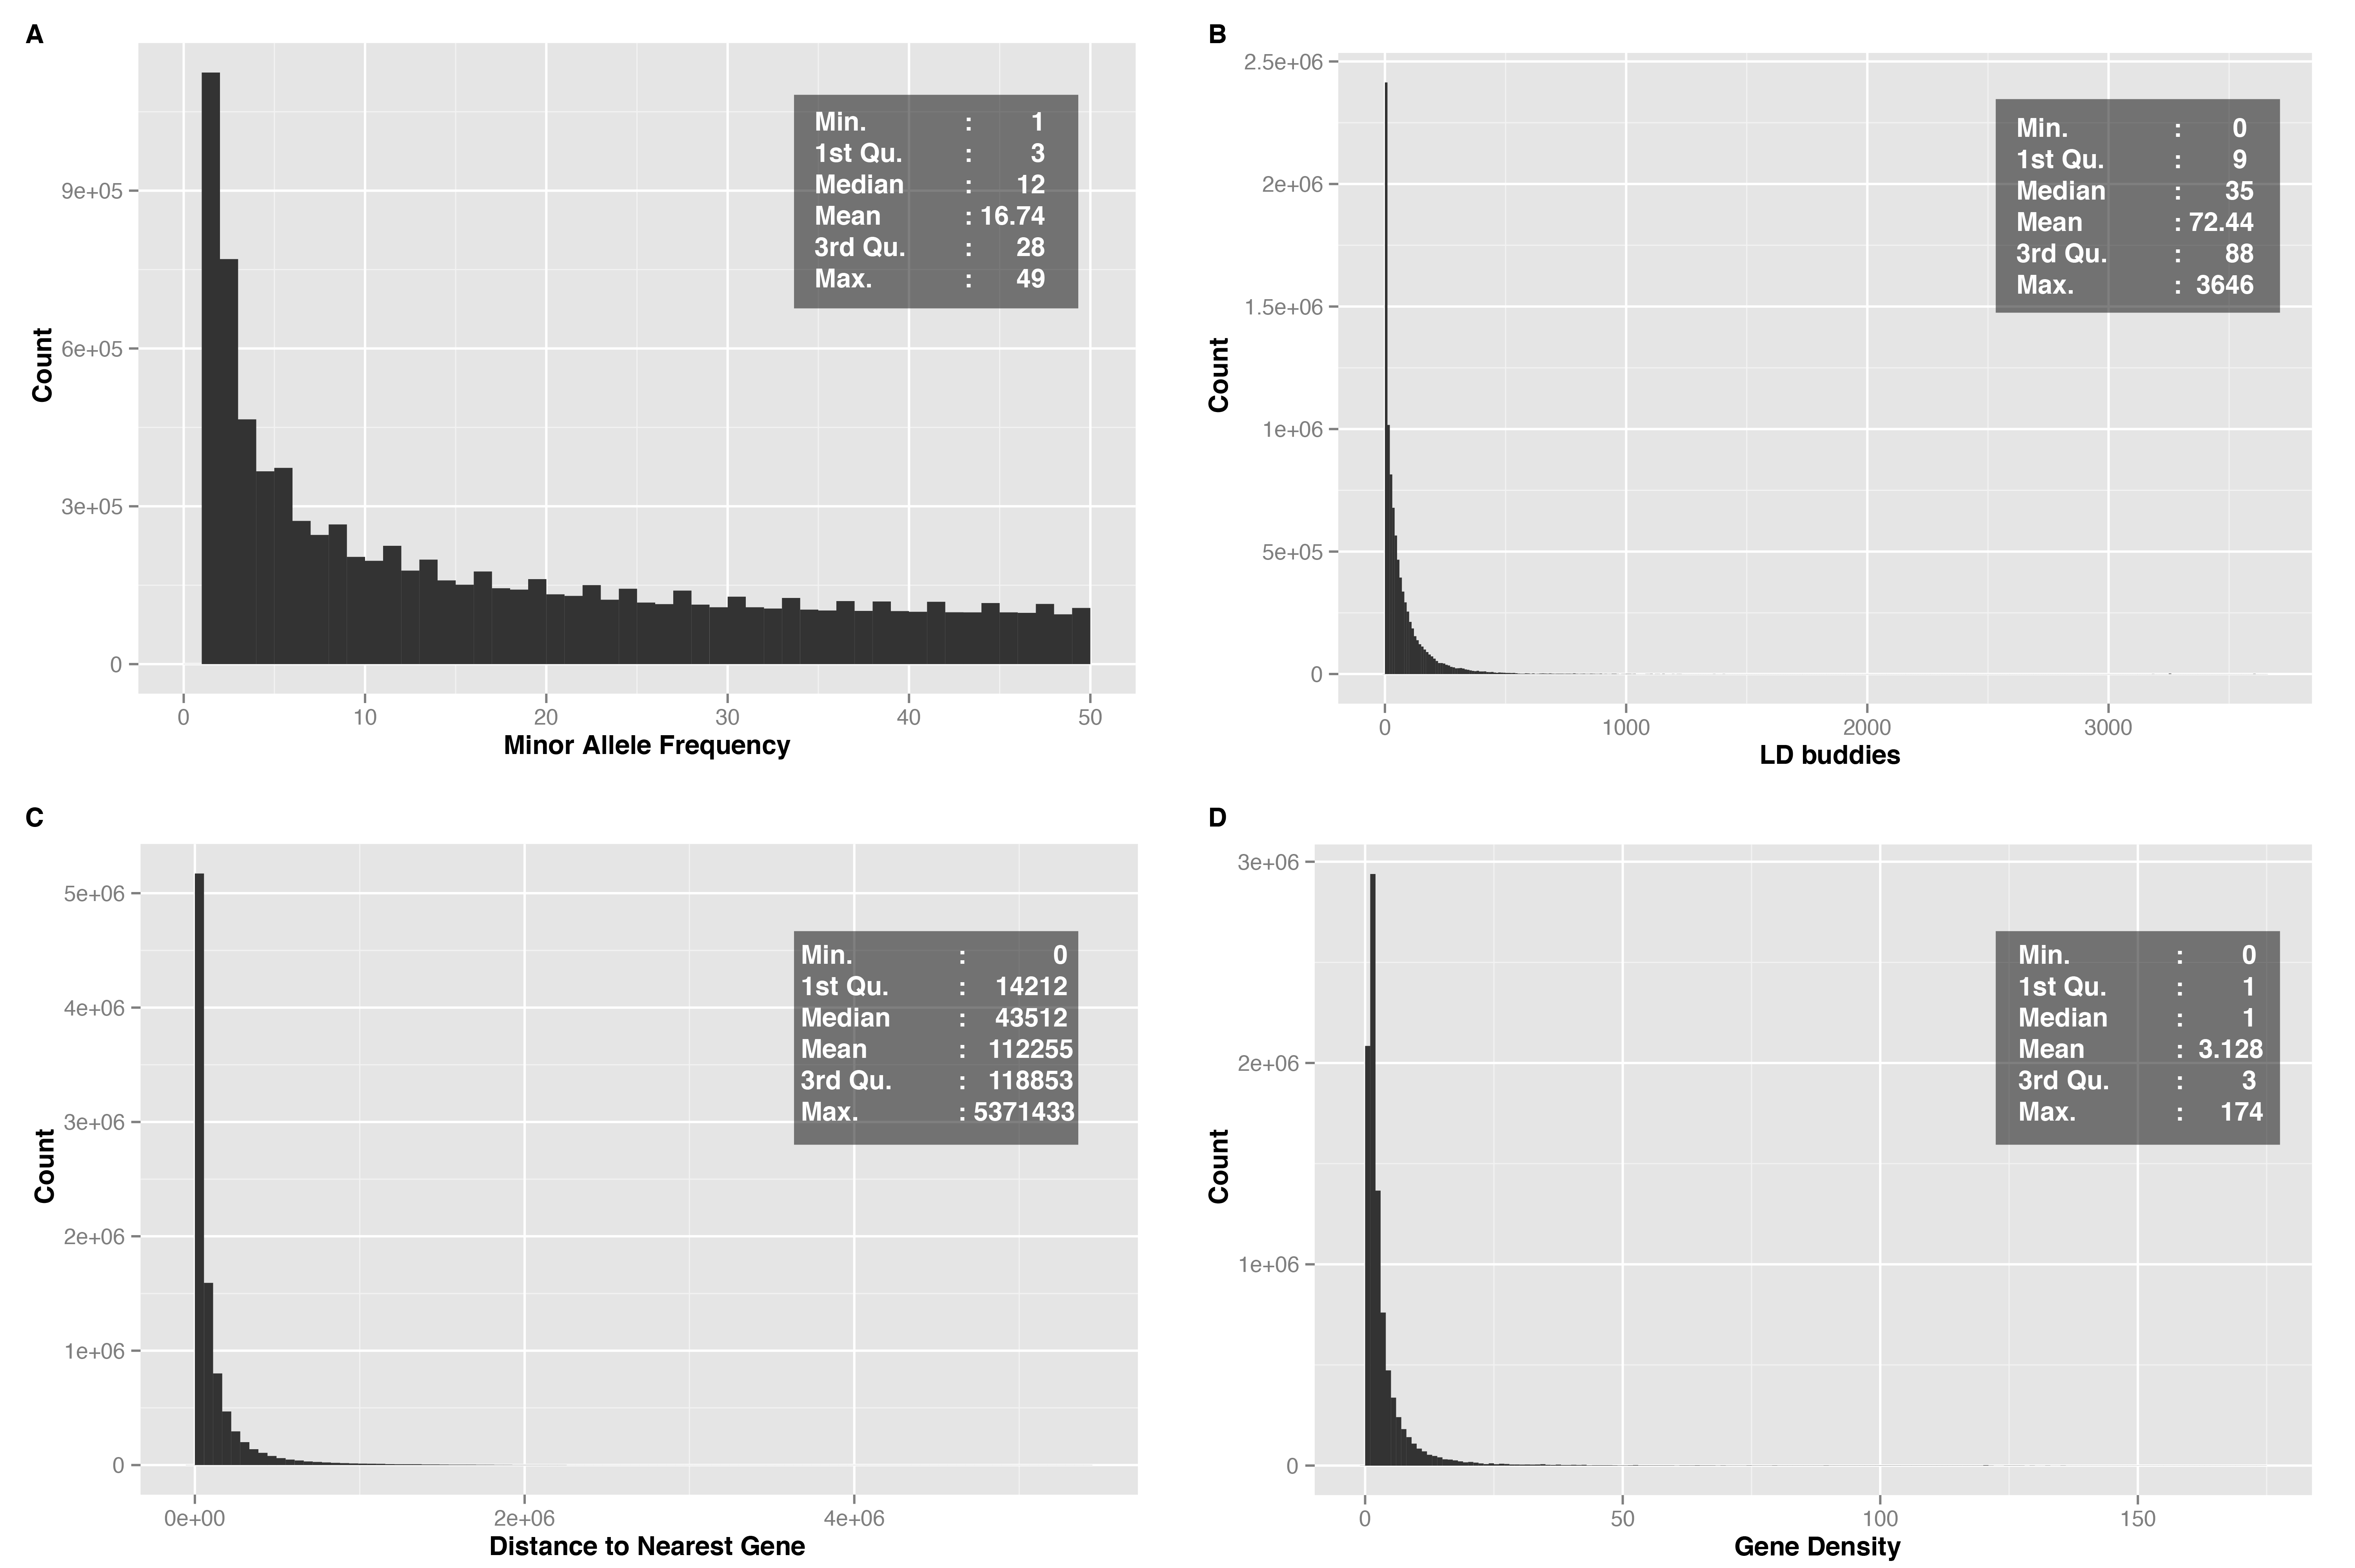 A
9e+05
6e+05
3e+05
0
Count
0 10 20 30 40 50
Minor Allele Frequency
Min. : 1
1st Qu. : 3
Median : 12
Mean : 16.74
3rd Qu. : 28
Max. : 49
B
2.5e+06
2e+06
1.5e+06
1e+06
5e+05
0
Count
0 1000 2000 3000
LD buddies
Min. : 0
1st Qu. : 9
Median : 35
Mean : 72.44
3rd Qu. : 88
Max. : 3646
C
5e+06
4e+06
3e+06
2e+06
1e+06
0
Count
0e+00 2e+06 4e+06
Distance to Nearest Gene
Min. : 0
1st Qu. : 14212
Median : 43512
Mean : 112255
3rd Qu. : 118853
Max. : 5371433
D
3e+06
2e+06
1e+06
0
Count
0 50 100 150
Gene Density
Min. : 0
1st Qu. : 1
Median : 1
Mean : 3.128
3rd Qu. : 3
Max. : 174